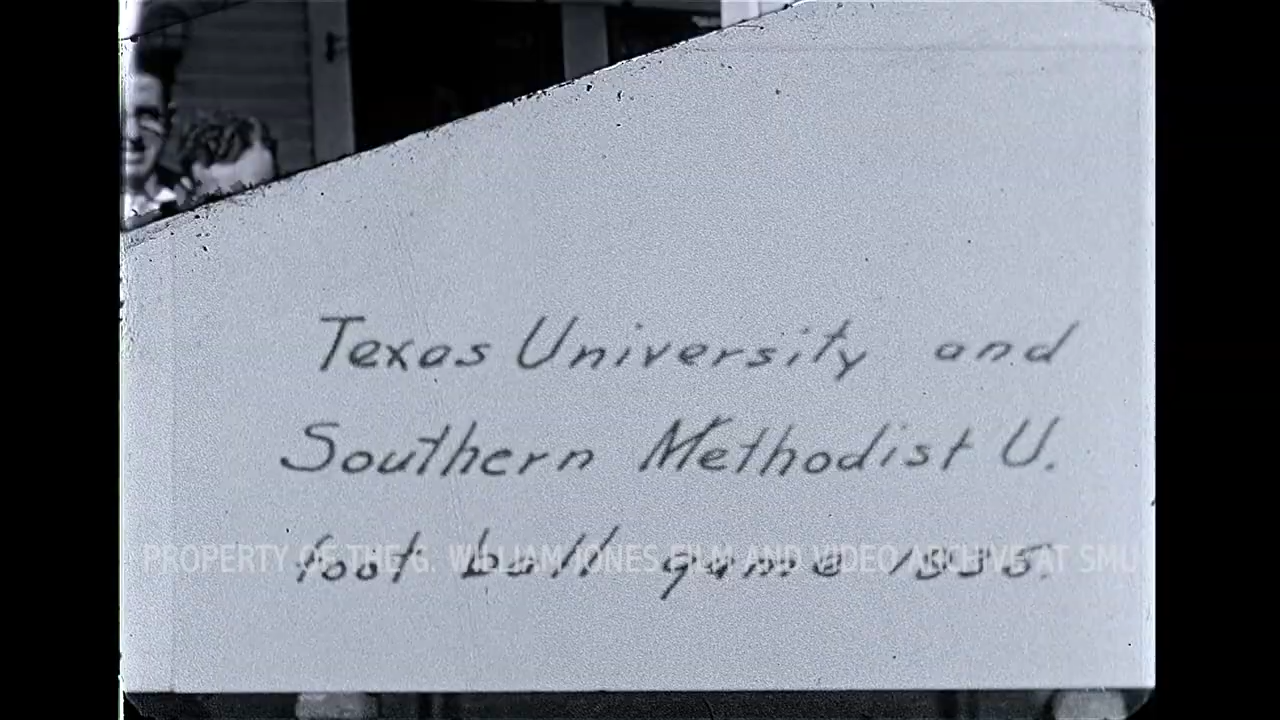 Texas University and
Southern Methodist U.
foot ball game 1935.
PROPERTY OF THE G. WILLIAM JONES FILM AND VIDEO ARCHIVE AT SMU